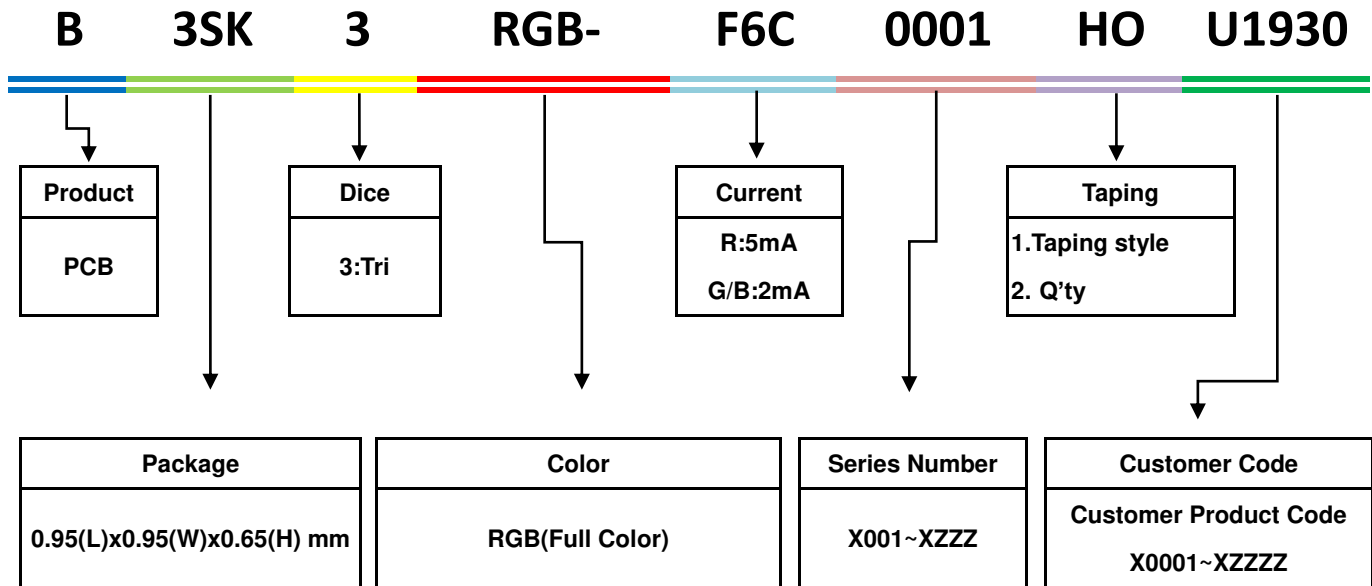 B 3SK 3 RGB- F6C 0001 HO U1930
Product
PCB
Dice
3:Tri
Current
R:5mA
G/B:2mA
Taping
1.Taping style
2. Q'ty
Package
0.95(L)x0.95(W)x0.65(H) mm
Color
RGB(Full Color)
Series Number
X001~XZZZ
Customer Code
Customer Product Code
X0001~XZZZZ